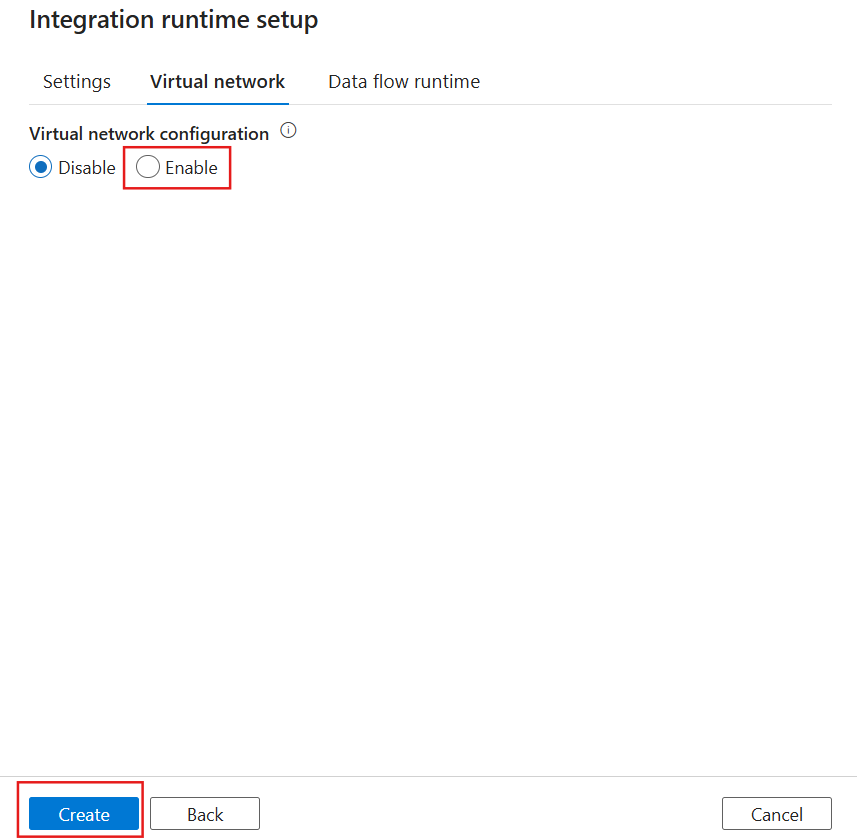 Integration runtime setup
Settings Virtual network Data flow runtime
Virtual network configuration
Disable Enable
Create Back Cancel